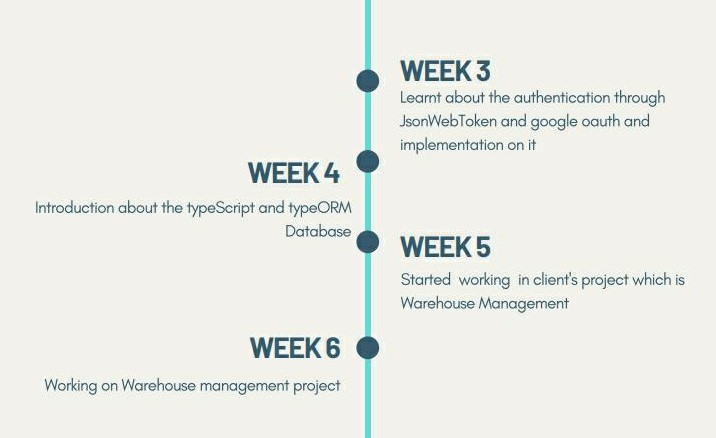 WEEK 3
Learnt about the authentication through
JsonWebToken and google oauth and
implementation on it
WEEK 4
Introduction about the typeScript and typeORM
Database
WEEK 5
Started working in client's project which is
Warehouse Management
WEEK 6
Working on Warehouse management project